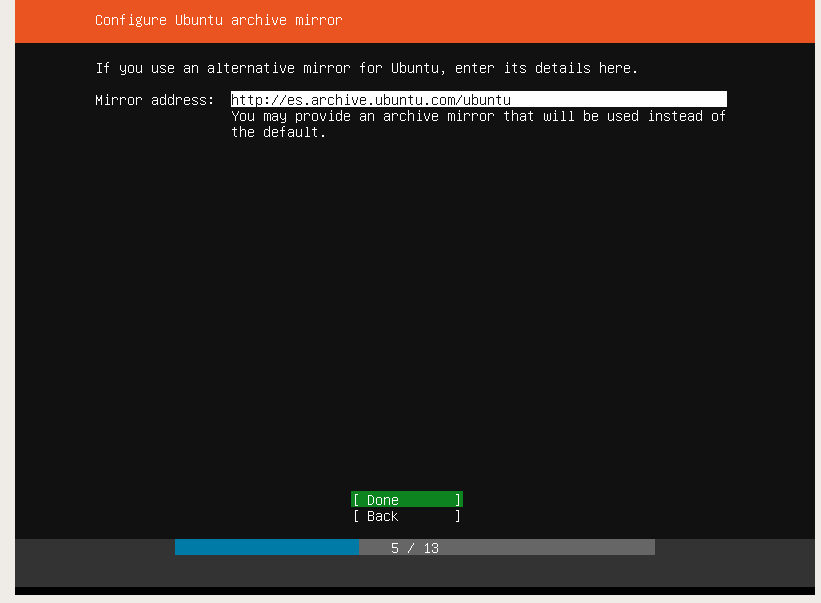 Configure Ubuntu archive mirror
If you use an alternative mirror for Ubuntu, enter its details here.
Mirror address: http://es.archive.ubuntu.com/ubuntu
You may provide an archive mirror that will be used instead of
the default.
[ Done ]
[ Back ]
5 / 13